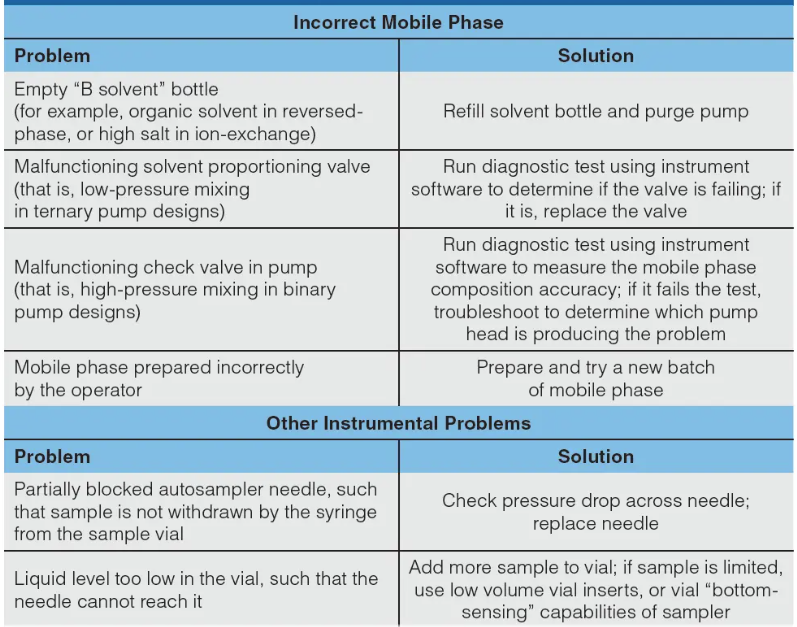 Incorrect Mobile Phase
Problem
Solution
Empty “B solvent” bottle
(for example, organic solvent in reversed-
phase, or high salt in ion-exchange)
Refill solvent bottle and purge pump
Malfunctioning solvent proportioning valve
(that is, low-pressure mixing
in ternary pump designs)
Run diagnostic test using instrument
software to determine if the valve is failing; if
it is, replace the valve
Malfunctioning check valve in pump
(that is, high-pressure mixing in binary
pump designs)
Run diagnostic test using instrument
software to measure the mobile phase
composition accuracy; if it fails the test,
troubleshoot to determine which pump
head is producing the problem
Mobile phase prepared incorrectly
by the operator
Prepare and try a new batch
of mobile phase
Other Instrumental Problems
Problem
Solution
Partially blocked autosampler needle, such
that sample is not withdrawn by the syringe
from the sample vial
Check pressure drop across needle;
replace needle
Liquid level too low in the vial, such that the
needle cannot reach it
Add more sample to vial; if sample is limited,
use low volume vial inserts, or vial “bottom-
sensing” capabilities of sampler